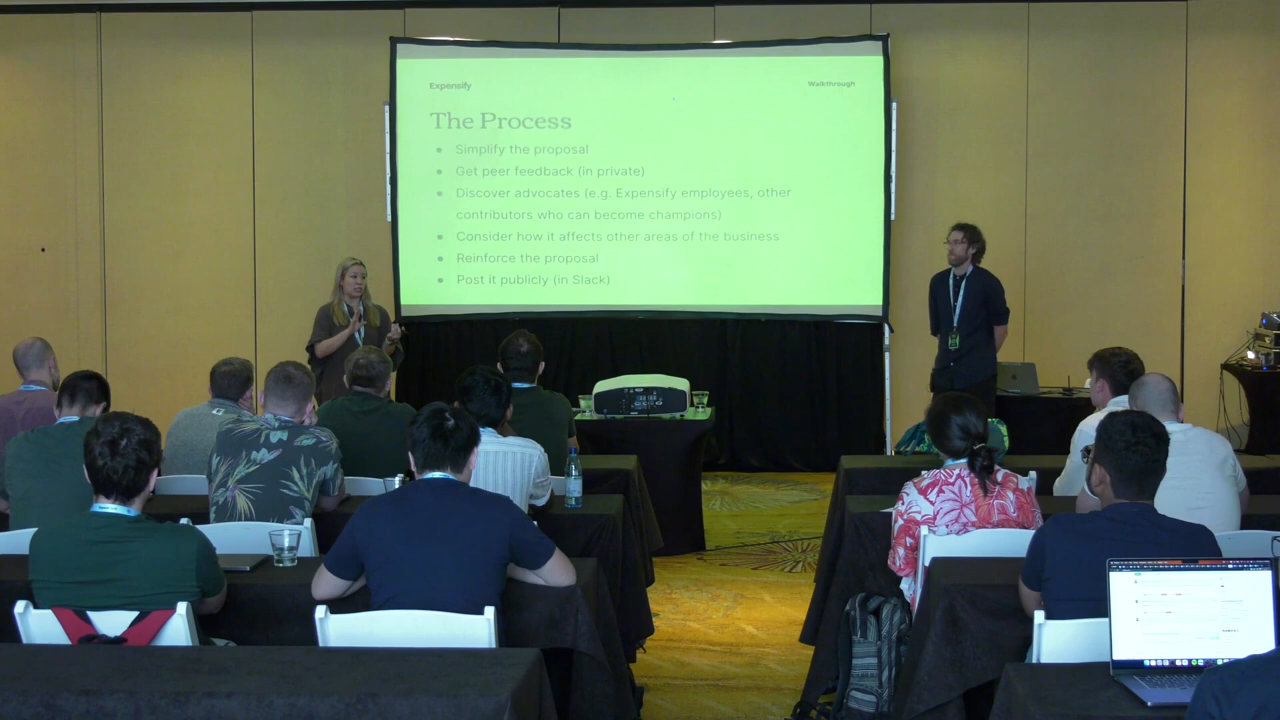 Expensify
Walkthrough
The Process
● Simplify the proposal
● Get peer feedback (in private)
● Discover advocates (e.g. Expensify employees, other
contributors who can become champions)
● Consider how it affects other areas of the business
● Reinforce the proposal
● Post it publicly (in Slack)